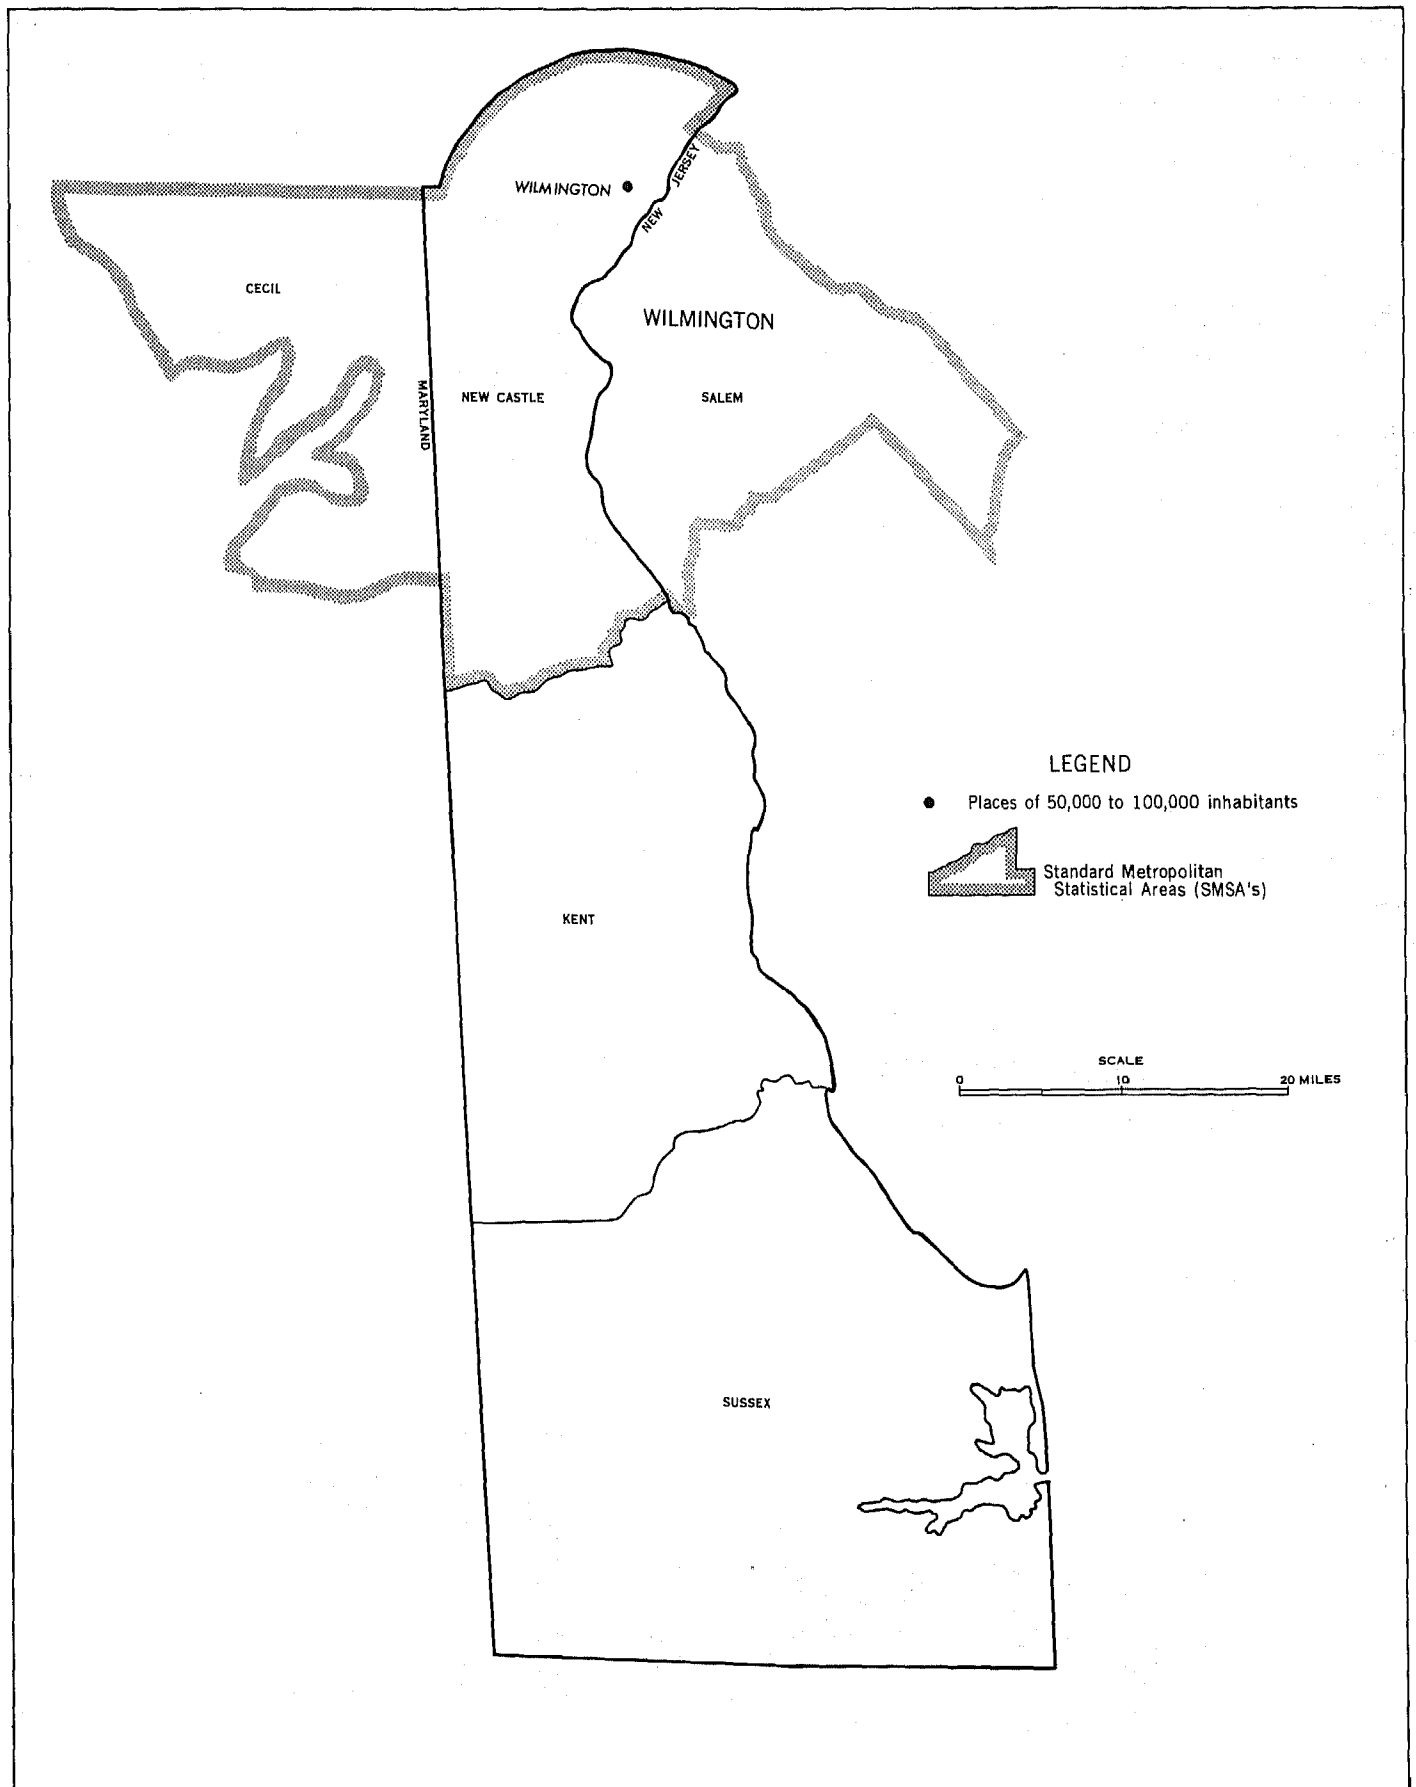 WILMINGTON
NEW JERSEY
CECIL
WILMINGTON
MARYLAND
NEW CASTLE
SALEM
LEGEND
Places of 50,000 to 100,000 inhabitants
Standard Metropolitan
Statistical Areas (SMSA's)
KENT
SCALE
0 10 20 MILES
SUSSEX